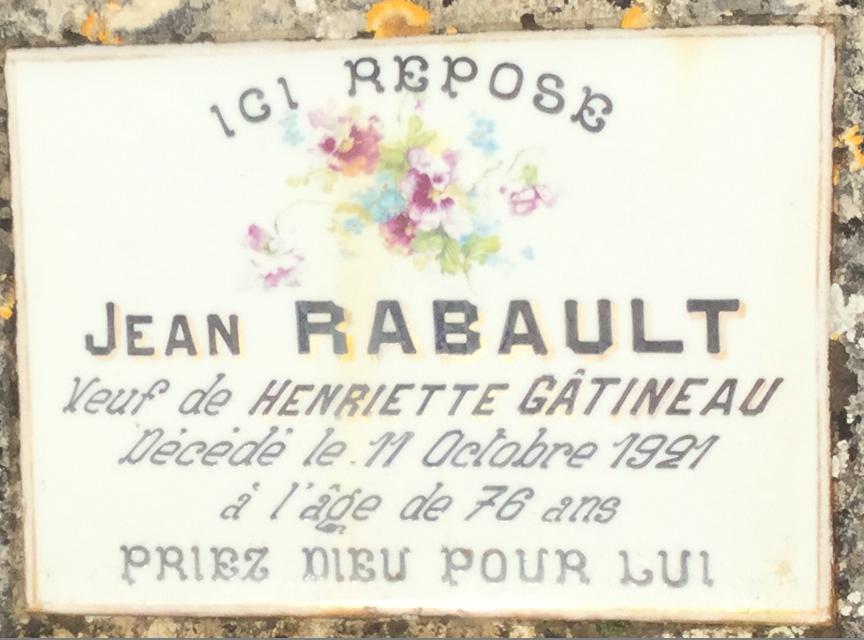 ICI REPOSE
JEAN RABAULT
Veuf de HENRIETTE GÂTINEAU
Décédé le 11 Octobre 1921
à l'âge de 76 ans
PRIEZ DIEU POUR LUI